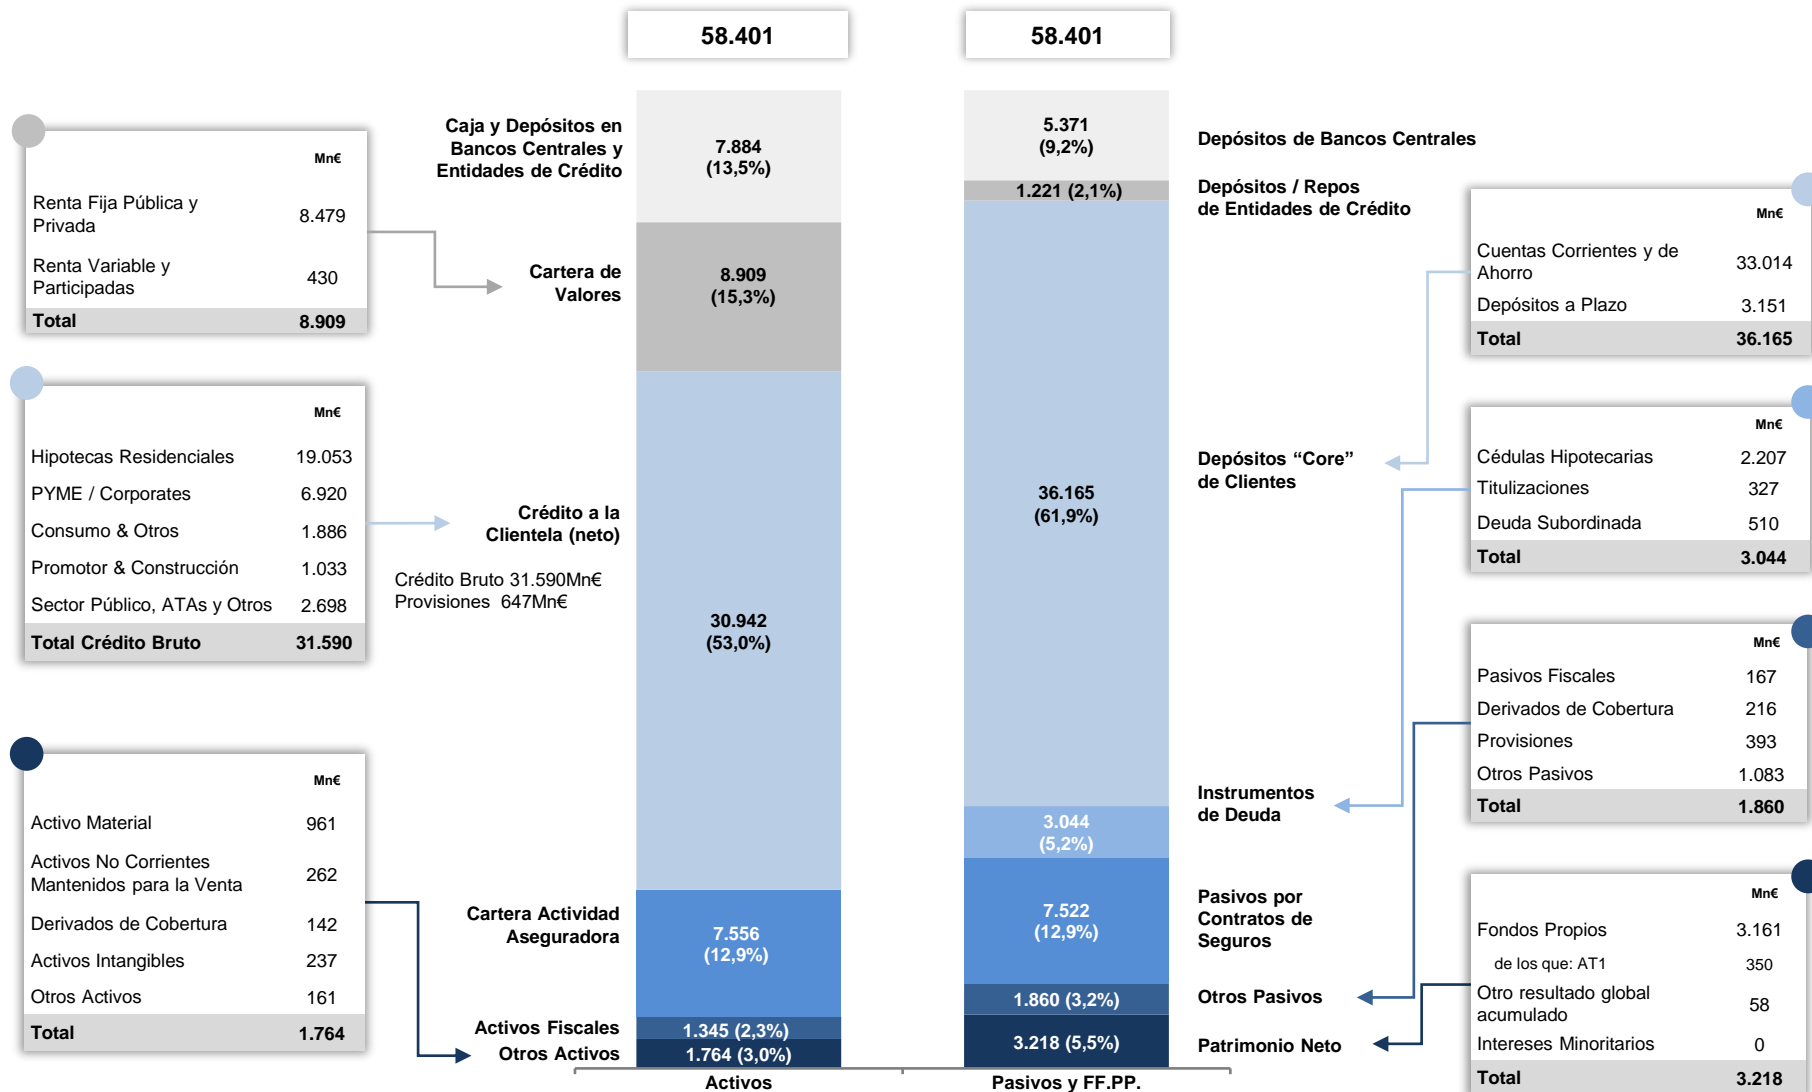 58.401
58.401
Mn€
Renta Fija Pública y
Privada
8.479
Renta Variable y
Participadas
430
Total 8.909
Mn€
Hipotecas Residenciales 19.053
PYME / Corporates 6.920
Consumo & Otros 1.886
Promotor & Construcción 1.033
Sector Público, ATAs y Otros 2.698
Total Crédito Bruto 31.590
Mn€
Activo Material 961
Activos No Corrientes
Mantenidos para la Venta
262
Derivados de Cobertura 142
Activos Intangibles 237
Otros Activos 161
Total 1.764
Caja y Depósitos en
Bancos Centrales y
Entidades de Crédito
Cartera de
Valores
Crédito a la
Clientela (neto)
Crédito Bruto 31.590Mn€
Provisiones 647Mn€
Cartera Actividad
Aseguradora
Activos Fiscales
Otros Activos
7.884
(13,5%)
8.909
(15,3%)
30.942
(53,0%)
7.556
(12,9%)
1.345 (2,3%)
1.764 (3,0%)
Activos
5.371
(9,2%)
1.221 (2,1%)
36.165
(61,9%)
3.044
(5,2%)
7.522
(12,9%)
1.860 (3,2%)
3.218 (5,5%)
Pasivos y FF.PP.
Depósitos de Bancos Centrales
Depósitos / Repos
de Entidades de Crédito
Depósitos “Core”
de Clientes
Instrumentos
de Deuda
Pasivos por
Contratos de
Seguros
Otros Pasivos
Patrimonio Neto
Mn€
Cuentas Corrientes y de
Ahorro
33.014
Depósitos a Plazo 3.151
Total 36.165
Mn€
Cédulas Hipotecarias 2.207
Titulizaciones 327
Deuda Subordinada 510
Total 3.044
Mn€
Pasivos Fiscales 167
Derivados de Cobertura 216
Provisiones 393
Otros Pasivos 1.083
Total 1.860
Mn€
Fondos Propios 3.161
de los que: AT1 350
Otro resultado global
acumulado
58
Intereses Minoritarios 0
Total 3.218